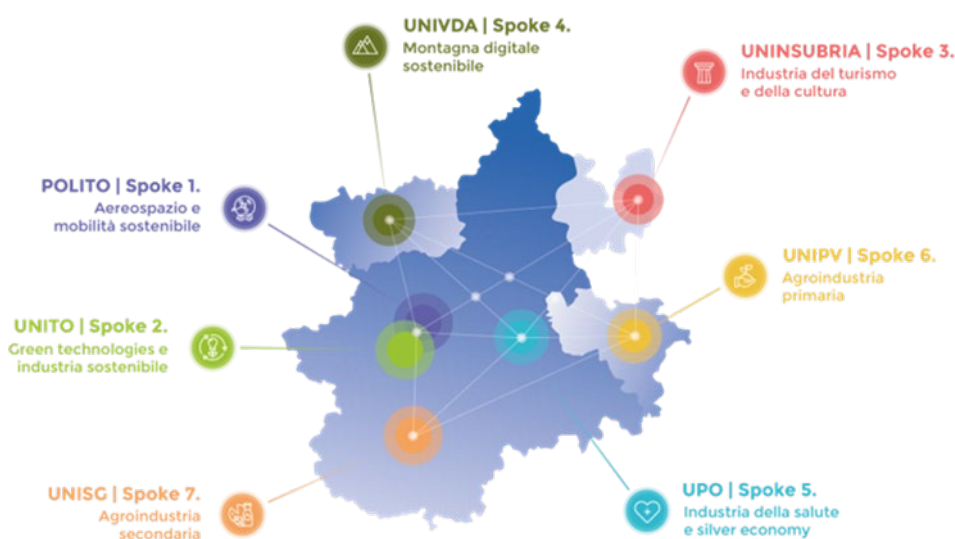 UNIVDA | Spoke 4.
Montagna digitale
sostenibile
UNINSUBRIA | Spoke 3.
Industria del turismo
e della cultura
POLITO | Spoke 1.
Aereospazio e
mobilità sostenibile
UNIPV | Spoke 6.
Agroindustria
primaria
UNITO | Spoke 2.
Green technologies e
industria sostenibile
UNISG | Spoke 7.
Agroindustria
secondaria
UPO | Spoke 5.
Industria della salute
e silver economy